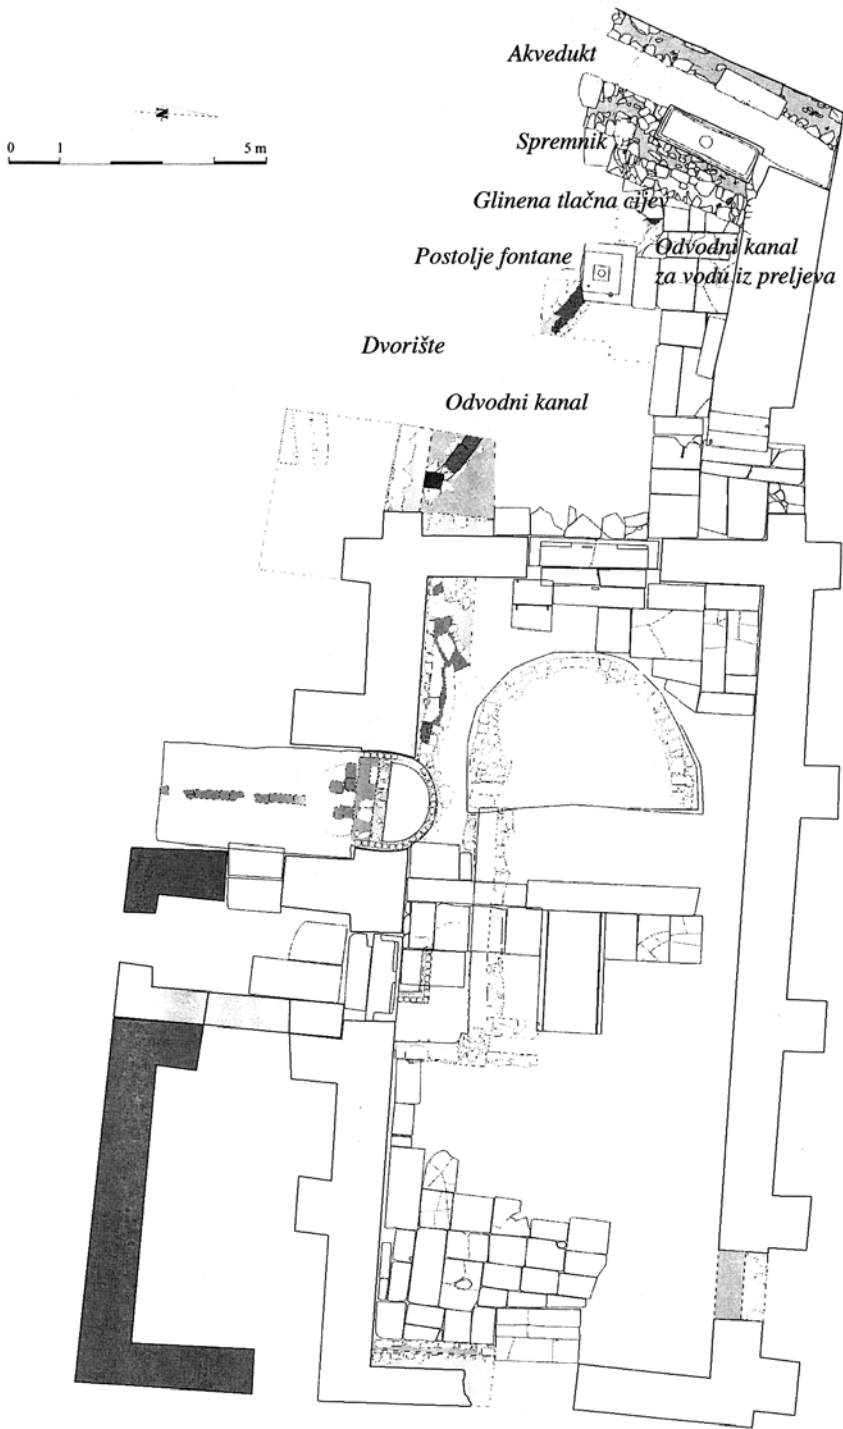 Akvedukt
N
0 1 5 m
Spremnik
Glinena tlačna cijev
Odvodni kanal
za vodu iz preljeva
Postolje fontane
Dvorište
Odvodni kanal